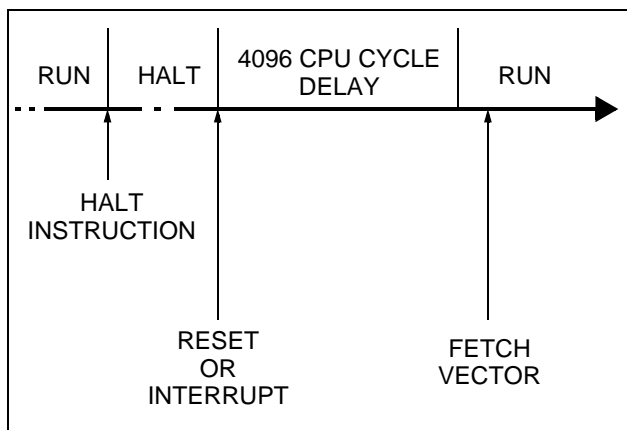 RUN
HALT
4096 CPU CYCLE
DELAY
RUN
HALT
INSTRUCTION
RESET
OR
INTERRUPT
FETCH
VECTOR